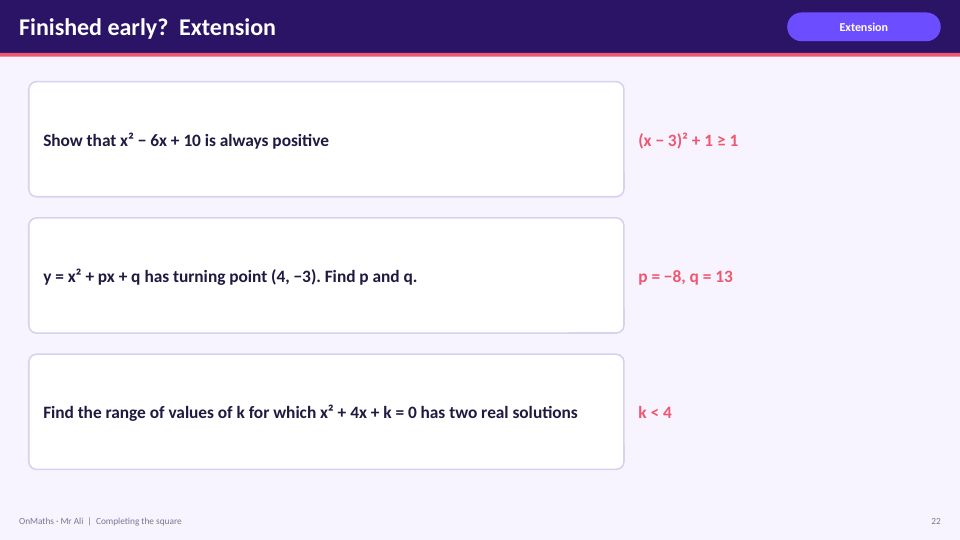 Finished early?  Extension
Extension
Show that x² − 6x + 10 is always positive
(x − 3)² + 1 ≥ 1
y = x² + px + q has turning point (4, −3). Find p and q.
p = −8, q = 13
Find the range of values of k for which x² + 4x + k = 0 has two real solutions
k < 4
OnMaths · Mr Ali  |  Completing the square
22